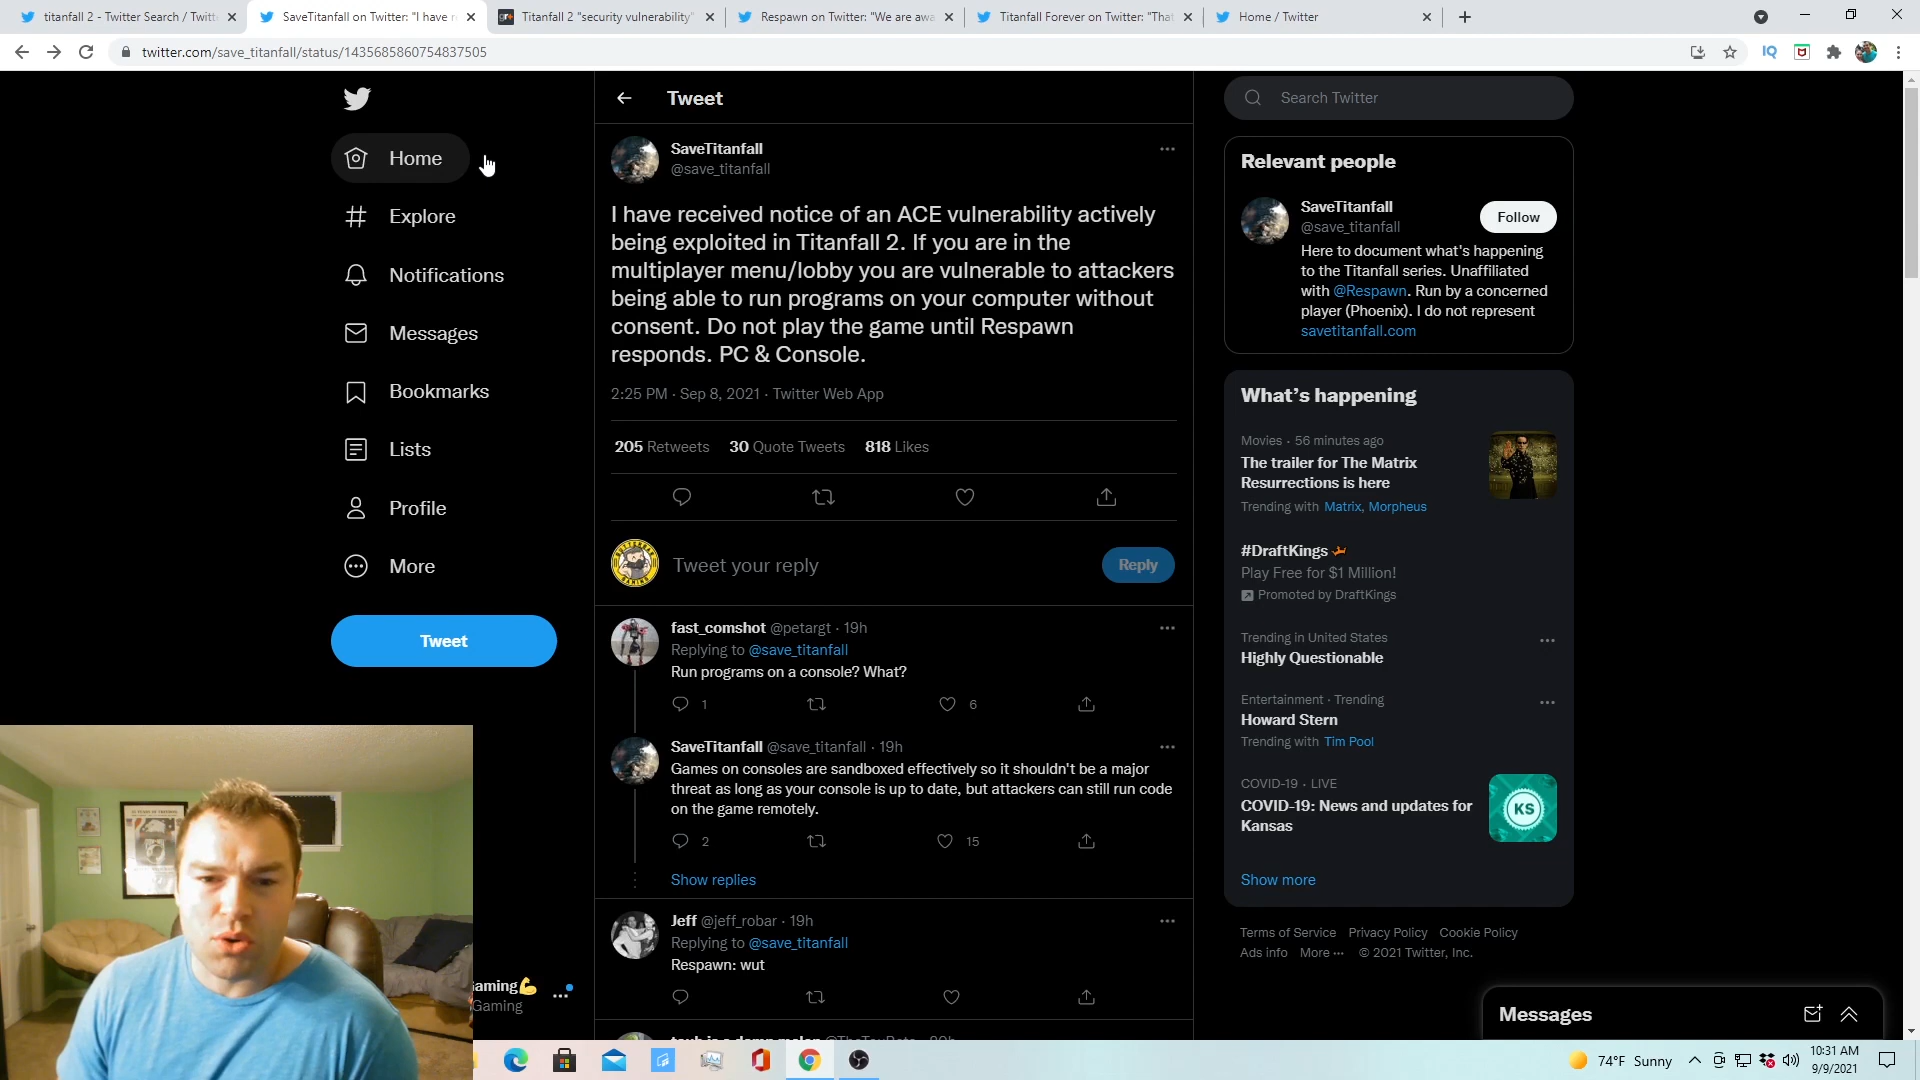 titanfall 2 - Twitter Search / Twitt
SaveTitanfall on Twitter: "I have r
Titanfall 2 "security vulnerability"
Respawn on Twitter: "We are awa
Titanfall Forever on Twitter: "Tha
Home / Twitter
twitter.com/save_titanfall/status/1435685860754837505
IQ
Home
Explore
Notifications
Messages
Bookmarks
Lists
Profile
More
Tweet
aming💪
Gaming
Tweet
SaveTitanfall
@save_titanfall
I have received notice of an ACE vulnerability actively
being exploited in Titanfall 2. If you are in the
multiplayer menu/lobby you are vulnerable to attackers
being able to run programs on your computer without
consent. Do not play the game until Respawn
responds. PC & Console.
2:25 PM · Sep 8, 2021 · Twitter Web App
205 Retweets 30 Quote Tweets 818 Likes
Tweet your reply
Reply
fast_comshot @petargt · 19h
Replying to @save_titanfall
Run programs on a console? What?
1 6
SaveTitanfall @save_titanfall · 19h
Games on consoles are sandboxed effectively so it shouldn't be a major
threat as long as your console is up to date, but attackers can still run code
on the game remotely.
2 15
Show replies
Jeff @jeff_robar · 19h
Replying to @save_titanfall
Respawn: wut
Search Twitter
Relevant people
SaveTitanfall
@save_titanfall
Follow
Here to document what's happening
to the Titanfall series. Unaffiliated
with @Respawn. Run by a concerned
player (Phoenix). I do not represent
savetitanfall.com
What's happening
Movies · 56 minutes ago
The trailer for The Matrix
Resurrections is here
Trending with Matrix, Morpheus
#DraftKings
Play Free for $1 Million!
Promoted by DraftKings
Trending in United States
Highly Questionable
Entertainment · Trending
Howard Stern
Trending with Tim Pool
COVID-19 · LIVE
COVID-19: News and updates for
Kansas
KS
Show more
Terms of Service Privacy Policy Cookie Policy
Ads info More ··· © 2021 Twitter, Inc.
Messages
74°F Sunny
10:31 AM
9/9/2021